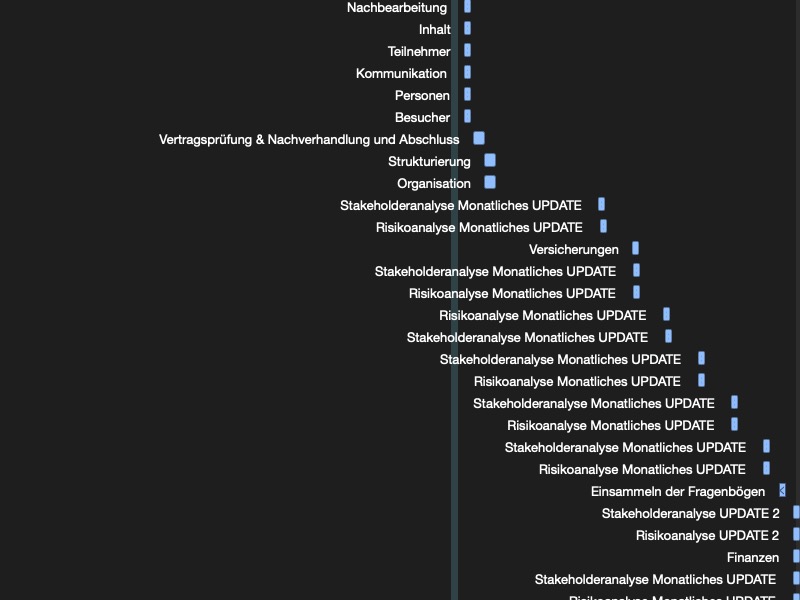 Nachbearbeitung
Inhalt
Teilnehmer
Kommunikation
Personen
Besucher
Vertragsprüfung & Nachverhandlung und Abschluss
Strukturierung
Organisation
Stakeholderanalyse Monatliches UPDATE
Risikoanalyse Monatliches UPDATE
Versicherungen
Stakeholderanalyse Monatliches UPDATE
Risikoanalyse Monatliches UPDATE
Risikoanalyse Monatliches UPDATE
Stakeholderanalyse Monatliches UPDATE
Stakeholderanalyse Monatliches UPDATE
Risikoanalyse Monatliches UPDATE
Stakeholderanalyse Monatliches UPDATE
Risikoanalyse Monatliches UPDATE
Stakeholderanalyse Monatliches UPDATE
Risikoanalyse Monatliches UPDATE
Einsammeln der Fragenbögen
Stakeholderanalyse UPDATE 2
Risikoanalyse UPDATE 2
Finanzen
Stakeholderanalyse Monatliches UPDATE
Risikoanalyse Monatliches UPDATE